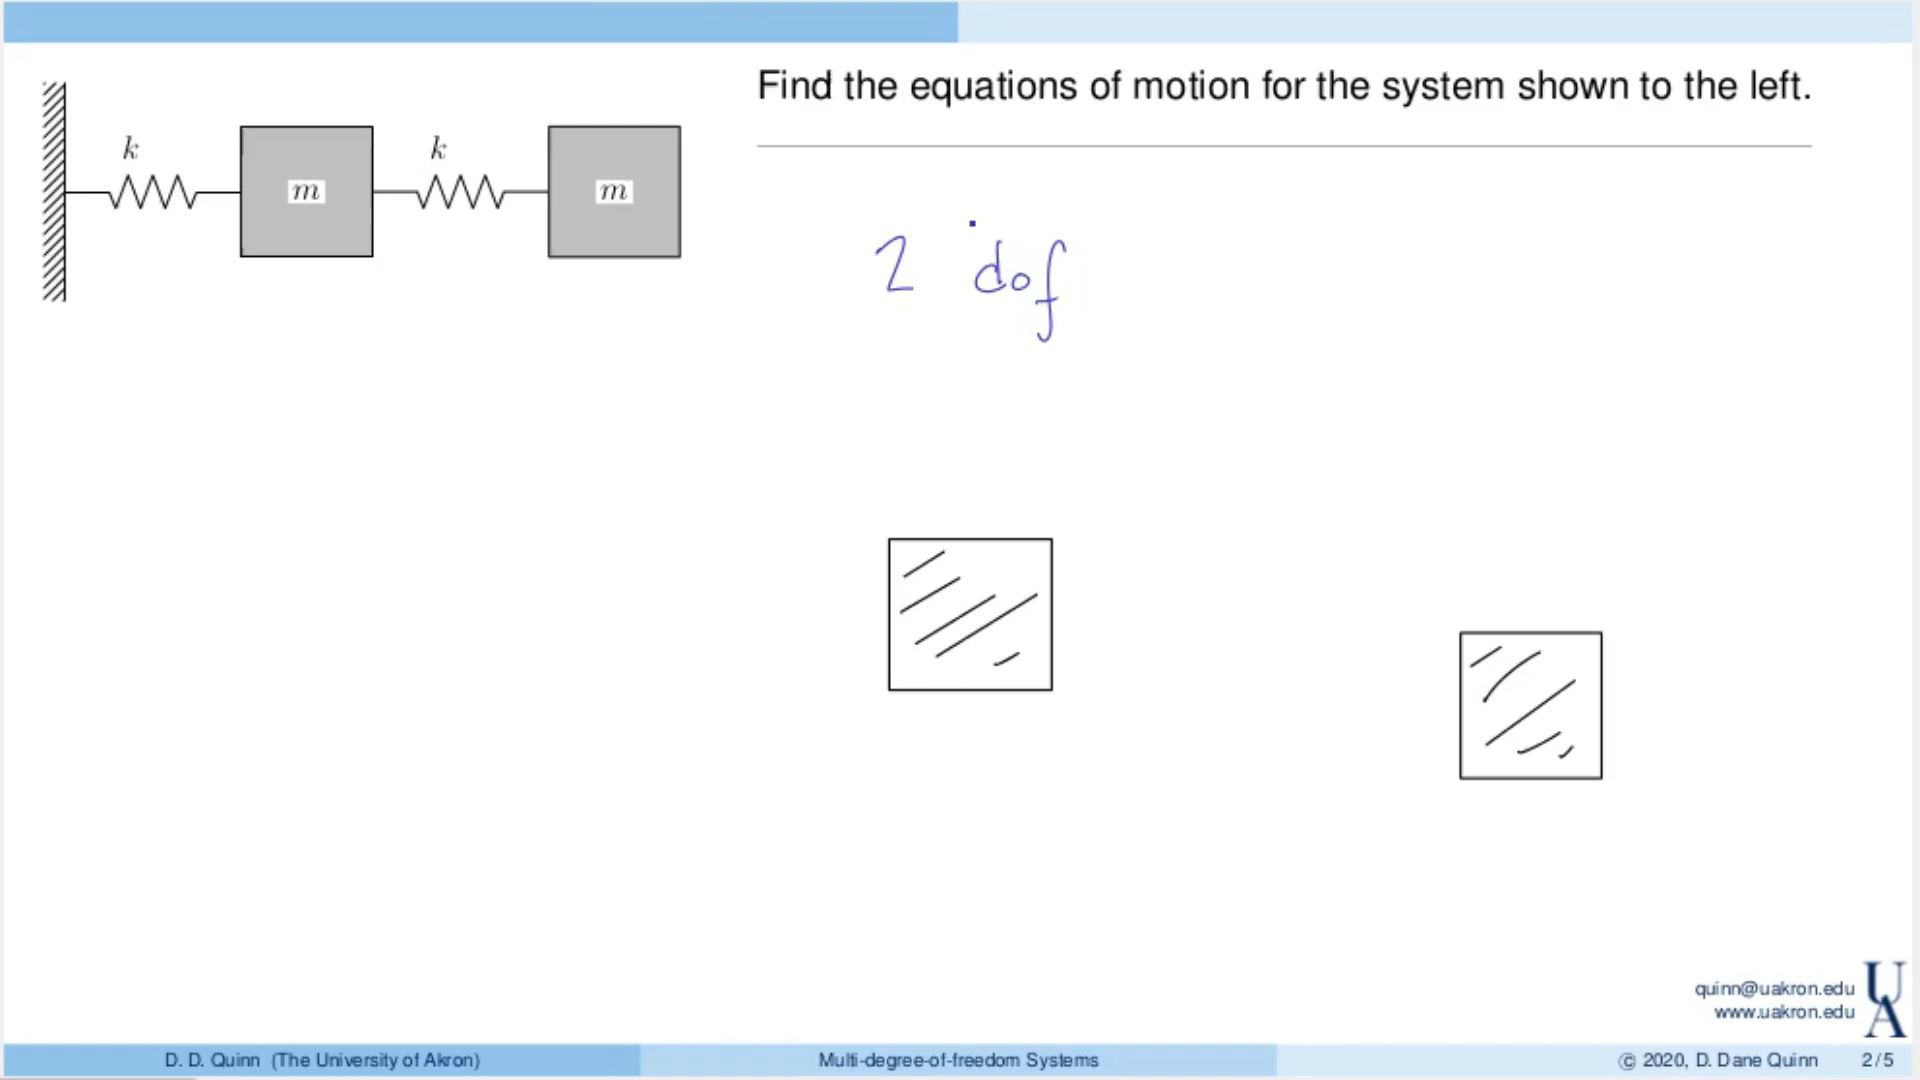 Find the equations of motion for the system shown to the left.
k k
m m
2 dof
quinn@uakron.edu
www.uakron.edu
UA
D. D. Quinn (The University of Akron) Multi-degree-of-freedom Systems © 2020, D. Dane Quinn 2/5